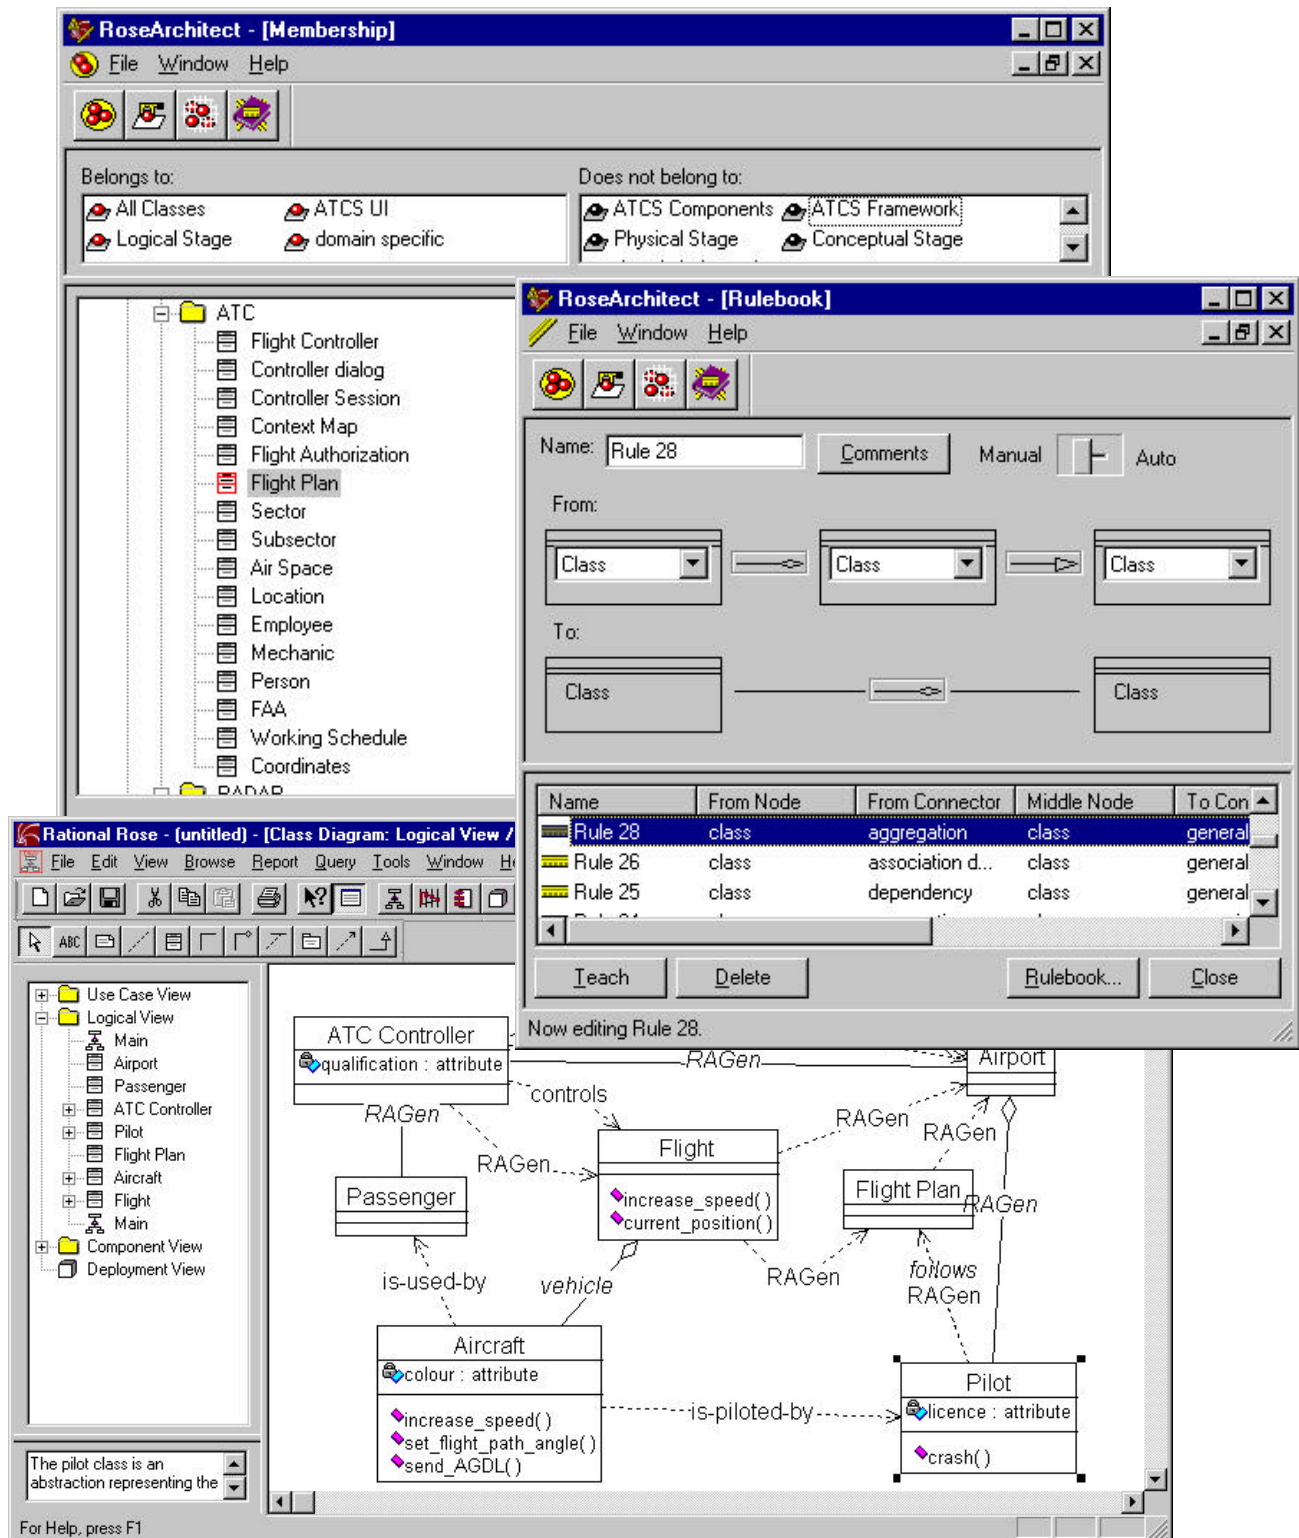 RoseArchitect - [Membership]
File Window Help
Belongs to:
All Classes ATCS UI
Logical Stage domain specific
Does not belong to:
ATCS Components ATCS Framework
Physical Stage Conceptual Stage
ATC
Flight Controller
Controller dialog
Controller Session
Context Map
Flight Authorization
Flight Plan
Sector
Subsector
Air Space
Location
Employee
Mechanic
Person
FAA
Working Schedule
Coordinates
RADAR
RoseArchitect - [Rulebook]
File Window Help
Name: Rule 28 Comments Manual Auto
From:
Class Class Class
To:
Class Class
Name From Node From Connector Middle Node To Con
Rule 28 class aggregation class general
Rule 26 class association d... class general
Rule 25 class dependency class general
Teach Delete Rulebook... Close
Now editing Rule 28.
Rational Rose - (untitled) - [Class Diagram: Logical View /
File Edit View Browse Report Query Tools Window He
ABC
Use Case View
Logical View
Main
Airport
Passenger
ATC Controller
Pilot
Flight Plan
Aircraft
Flight
Main
Component View
Deployment View
The pilot class is an
abstraction representing the
For Help, press F1
ATC Controller
qualification : attribute
RAGen
Airport
controls
RAGen
RAGen
RAGen
RAGen
Flight
increase_speed( )
current_position( )
Passenger
Flight Plan
RAGen
is-used-by
vehicle
RAGen
follows
RAGen
Aircraft
colour : attribute
increase_speed( )
set_flight_path_angle( )
send_AGDL( )
is-piloted-by
Pilot
licence : attribute
crash( )